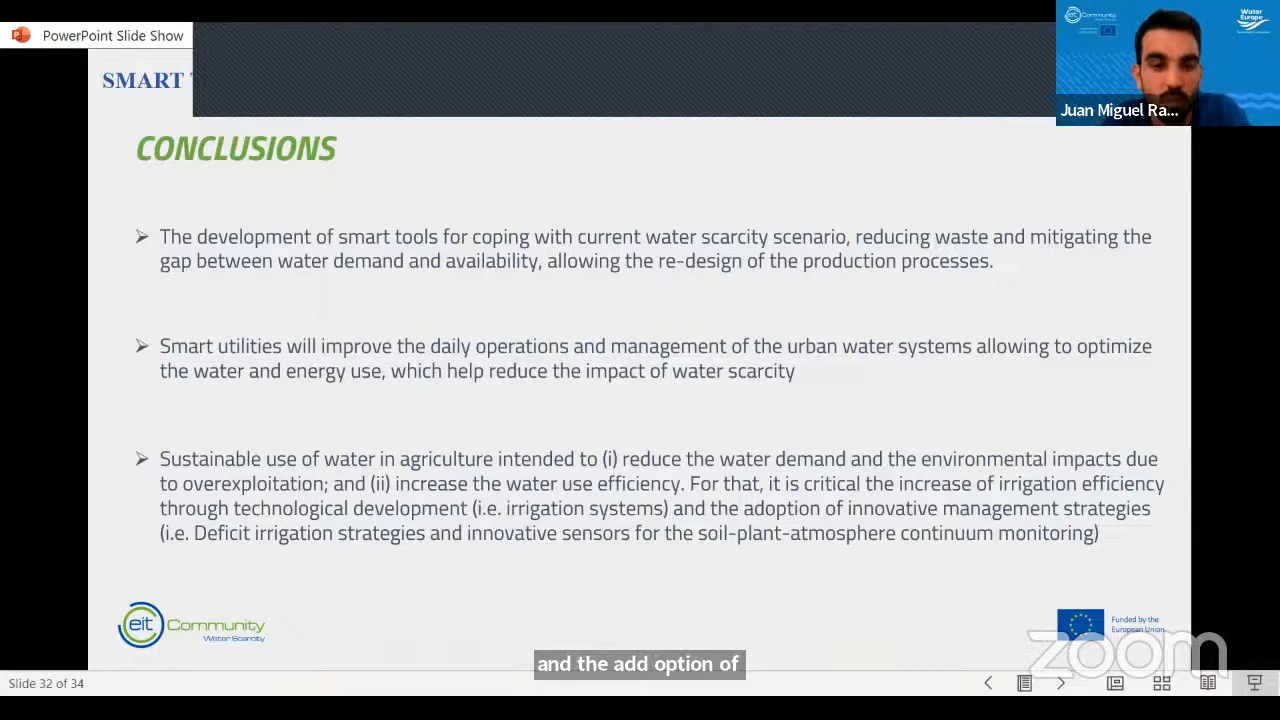 PowerPoint Slide Show
eit Community
Water
Europe
SMART
Juan Miguel Ra...
CONCLUSIONS
➤ The development of smart tools for coping with current water scarcity scenario, reducing waste and mitigating the
gap between water demand and availability, allowing the re-design of the production processes.
➤ Smart utilities will improve the daily operations and management of the urban water systems allowing to optimize
the water and energy use, which help reduce the impact of water scarcity
➤ Sustainable use of water in agriculture intended to (i) reduce the water demand and the environmental impacts due
to overexploitation; and (ii) increase the water use efficiency. For that, it is critical the increase of irrigation efficiency
through technological development (i.e. irrigation systems) and the adoption of innovative management strategies
(i.e. Deficit irrigation strategies and innovative sensors for the soil-plant-atmosphere continuum monitoring)
eit Community
Water Scarcity
Funded by the
European Union
zoom
and the add option of
Slide 32 of 34